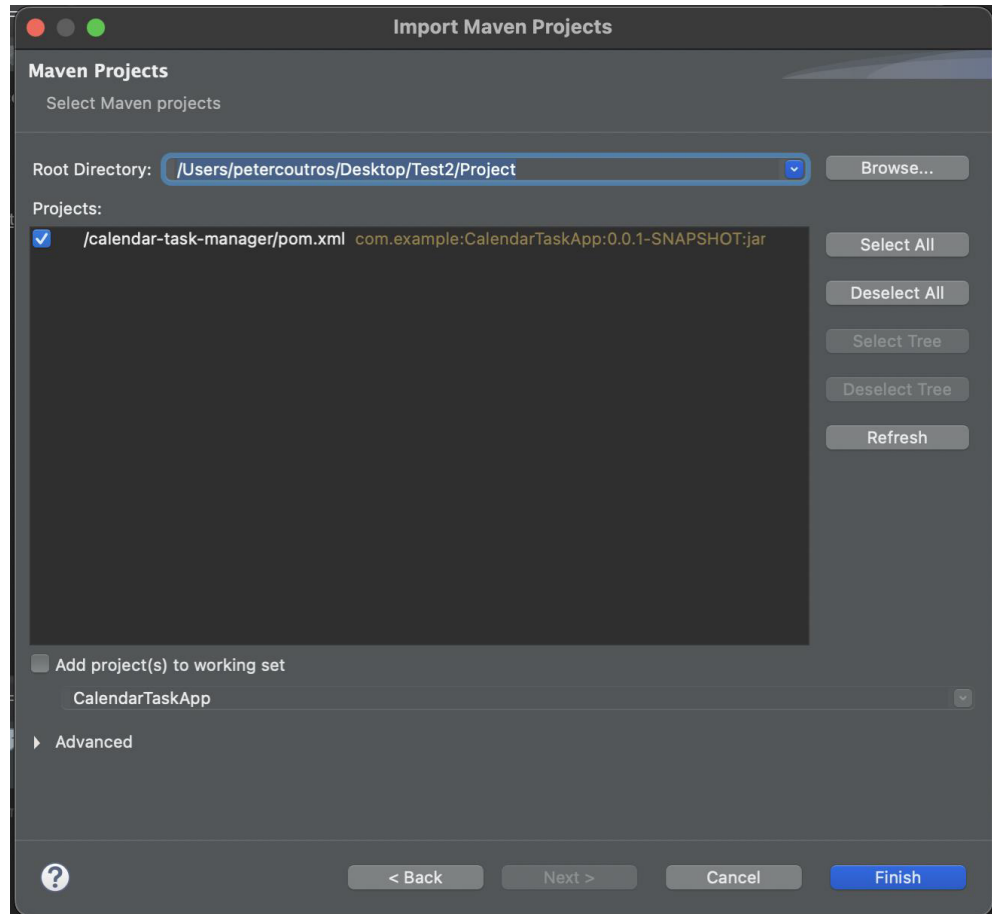 Import Maven Projects
Maven Projects
Select Maven projects
Root Directory: /Users/petercoutros/Desktop/Test2/Project Browse...
Projects:
/calendar-task-manager/pom.xml com.example:CalendarTaskApp:0.0.1-SNAPSHOT:jar
Select All
Deselect All
Select Tree
Deselect Tree
Refresh
Add project(s) to working set
CalendarTaskApp
Advanced
? < Back Next > Cancel Finish